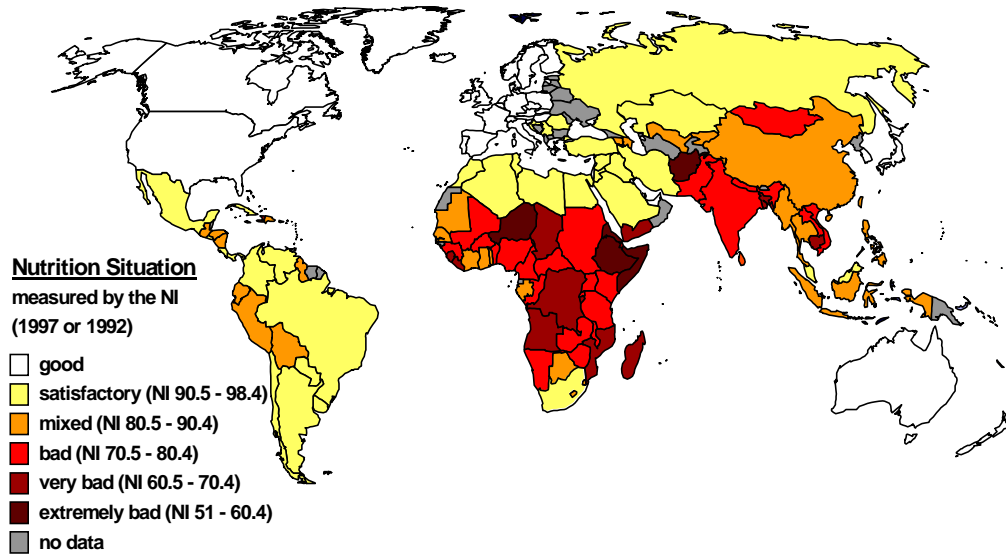 Nutrition Situation
measured by the NI
(1997 or 1992)
good
satisfactory (NI 90.5 - 98.4)
mixed (NI 80.5 - 90.4)
bad (NI 70.5 - 80.4)
very bad (NI 60.5 - 70.4)
extremely bad (NI 51 - 60.4)
no data